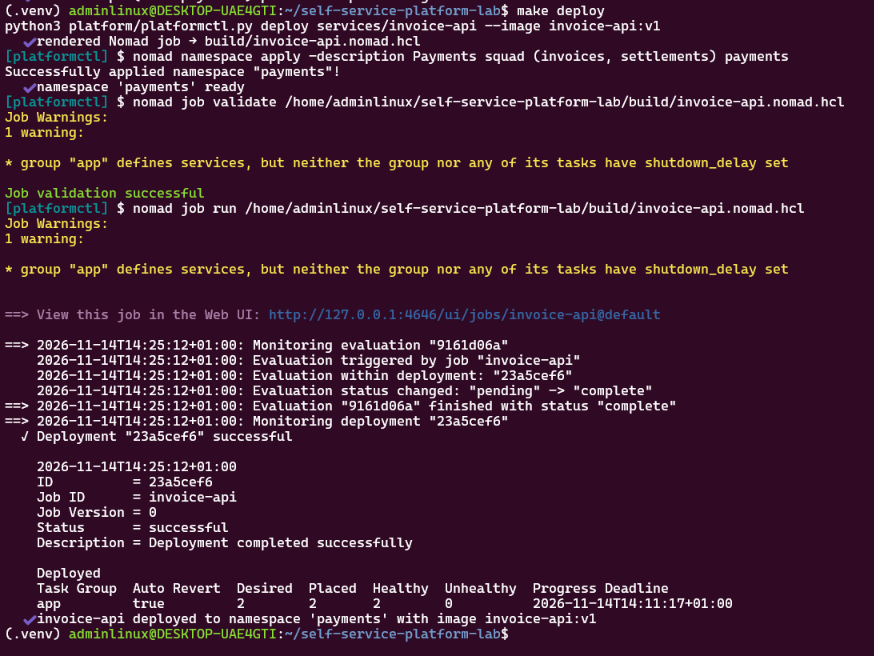 (.venv) adminlinux@DESKTOP-UAE4GTI:~/self-service-platform-lab$ make deploy
python3 platform/platformctl.py deploy services/invoice-api --image invoice-api:v1
✔rendered Nomad job → build/invoice-api.nomad.hcl
[platformctl] $ nomad namespace apply -description Payments squad (invoices, settlements) payments
Successfully applied namespace "payments"!
✔namespace 'payments' ready
[platformctl] $ nomad job validate /home/adminlinux/self-service-platform-lab/build/invoice-api.nomad.hcl
Job Warnings:
1 warning:

* group "app" defines services, but neither the group nor any of its tasks have shutdown_delay set

Job validation successful
[platformctl] $ nomad job run /home/adminlinux/self-service-platform-lab/build/invoice-api.nomad.hcl
Job Warnings:
1 warning:

* group "app" defines services, but neither the group nor any of its tasks have shutdown_delay set


==> View this job in the Web UI: http://127.0.0.1:4646/ui/jobs/invoice-api@default

==> 2026-11-14T14:25:12+01:00: Monitoring evaluation "9161d06a"
    2026-11-14T14:25:12+01:00: Evaluation triggered by job "invoice-api"
    2026-11-14T14:25:12+01:00: Evaluation within deployment: "23a5cef6"
    2026-11-14T14:25:12+01:00: Evaluation status changed: "pending" -> "complete"
==> 2026-11-14T14:25:12+01:00: Evaluation "9161d06a" finished with status "complete"
==> 2026-11-14T14:25:12+01:00: Monitoring deployment "23a5cef6"
  ✓ Deployment "23a5cef6" successful

    2026-11-14T14:25:12+01:00
    ID          = 23a5cef6
    Job ID      = invoice-api
    Job Version = 0
    Status      = successful
    Description = Deployment completed successfully

    Deployed
    Task Group  Auto Revert  Desired  Placed  Healthy  Unhealthy  Progress Deadline
    app         true         2        2       2        0          2026-11-14T14:11:17+01:00
✔invoice-api deployed to namespace 'payments' with image invoice-api:v1
(.venv) adminlinux@DESKTOP-UAE4GTI:~/self-service-platform-lab$